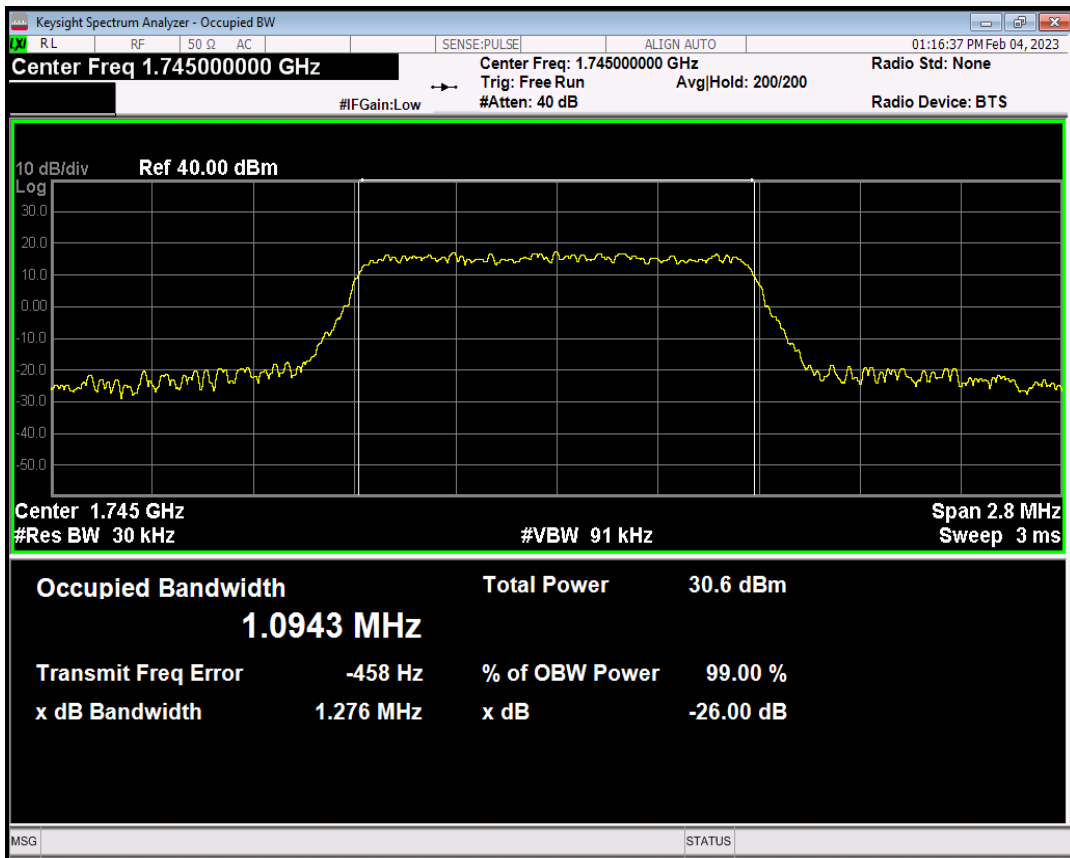 Keysight Spectrum Analyzer - Occupied BW
LXI RL RF 50 Ω AC SENSE:PULSE ALIGN AUTO 01:16:37 PM Feb 04, 2023
Center Freq 1.745000000 GHz Center Freq: 1.745000000 GHz Radio Std: None
Trig: Free Run Avg|Hold: 200/200
#IFGain:Low #Atten: 40 dB Radio Device: BTS
10 dB/div Ref 40.00 dBm
Log
30.0
20.0
10.0
0.00
-10.0
-20.0
-30.0
-40.0
-50.0
Center 1.745 GHz Span 2.8 MHz
#Res BW 30 kHz #VBW 91 kHz Sweep 3 ms
Occupied Bandwidth Total Power 30.6 dBm
1.0943 MHz
Transmit Freq Error -458 Hz % of OBW Power 99.00 %
x dB Bandwidth 1.276 MHz x dB -26.00 dB
MSG STATUS